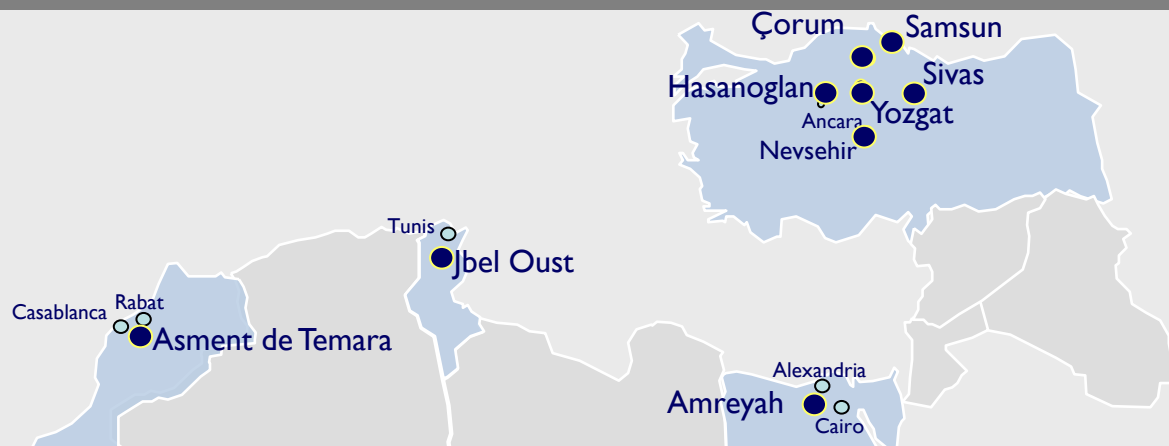 Çorum
Samsun
Sivas
Hasanoglan
Yozgat
Ancara
Nevsehir
Tunis
Jbel Oust
Rabat
Casablanca
Asment de Temara
Alexandria
Amreyah
Cairo